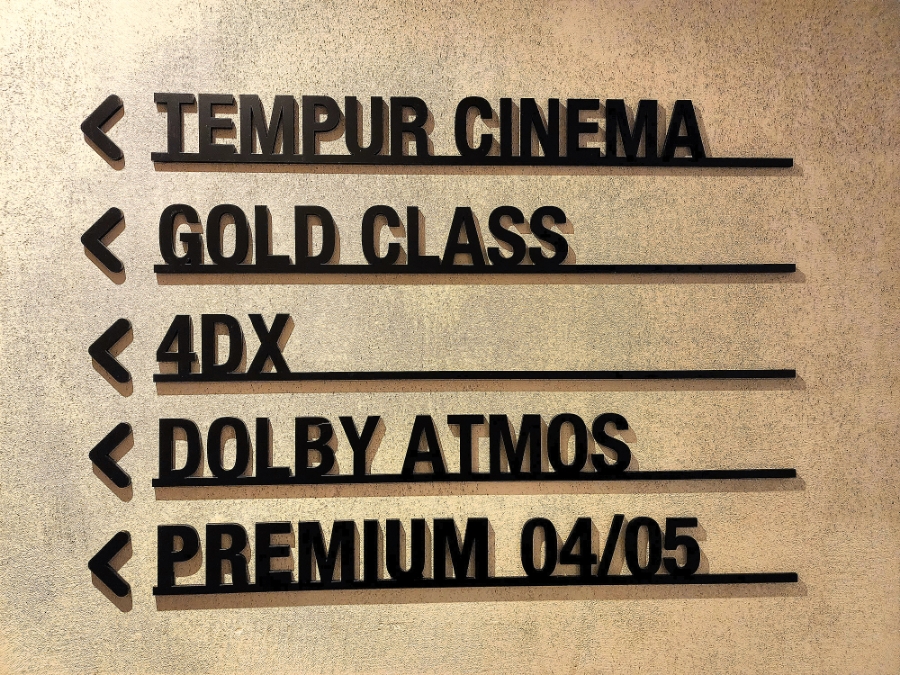 TEMPUR CINEMA
GOLD CLASS
4DX
DOLBY ATMOS
PREMIUM 04/05